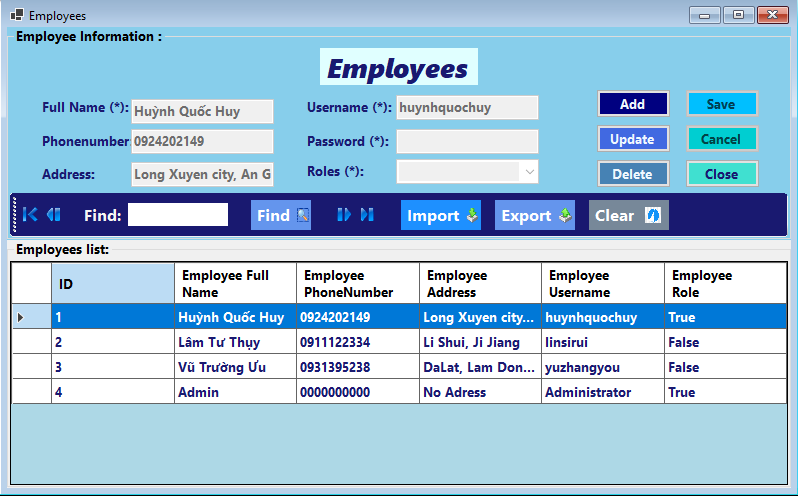 Employees
Employee Information :
Employees
Full Name (*): Huỳnh Quốc Huy Username (*): huynhquochuy Add Save
Phonenumber 0924202149 Password (*): Update Cancel
Address: Long Xuyen city, An G Roles (*): Delete Close
Find: Find Import Export Clear
Employees list:
ID Employee Full Name Employee PhoneNumber Employee Address Employee Username Employee Role
1 Huỳnh Quốc Huy 0924202149 Long Xuyen city... huynhquochuy True
2 Lâm Tư Thụy 0911122334 Li Shui, Ji Jiang linsirui False
3 Vũ Trường Ưu 0931395238 DaLat, Lam Don... yuzhangyou False
4 Admin 0000000000 No Adress Administrator True